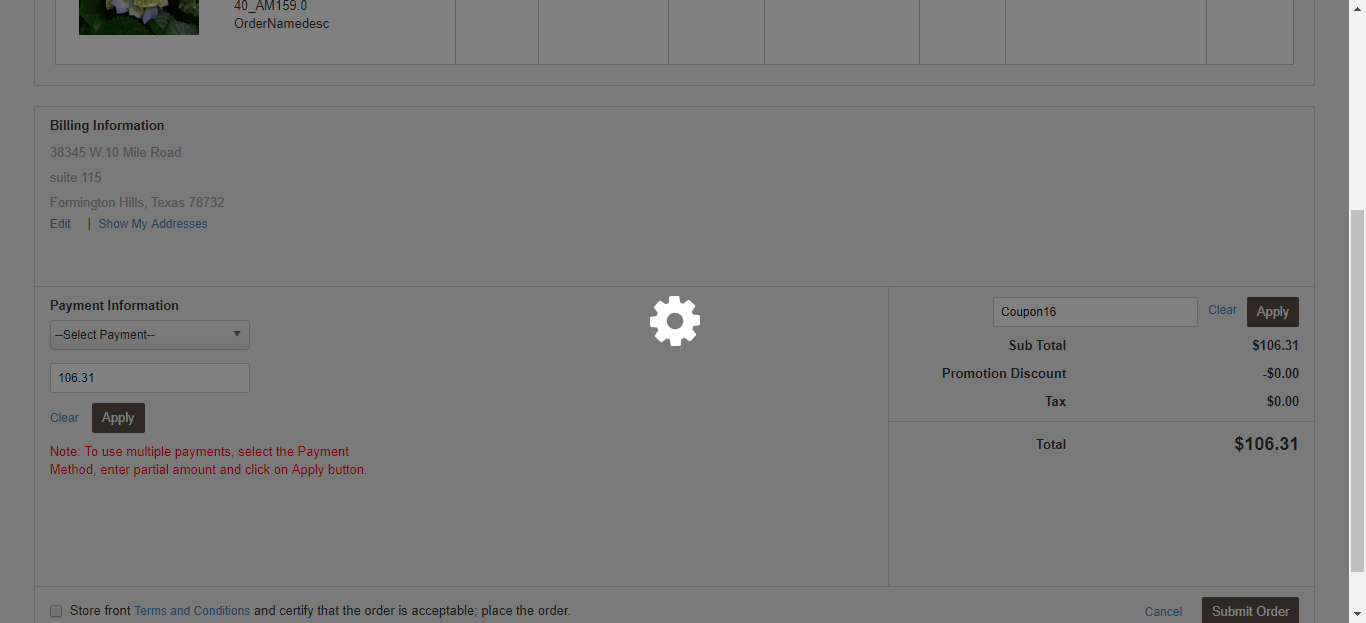 40_AM159.0
OrderNamedesc
Billing Information
38345 W.10 Mile Road
suite 115
Formington Hills, Texas 78732
Edit | Show My Addresses
Payment Information
--Select Payment--
106.31
Clear Apply
Note: To use multiple payments, select the Payment
Method, enter partial amount and click on Apply button.
Coupon16 Clear Apply
Sub Total $106.31
Promotion Discount -$0.00
Tax $0.00
Total $106.31
Store front Terms and Conditions and certify that the order is acceptable; place the order.
Cancel Submit Order